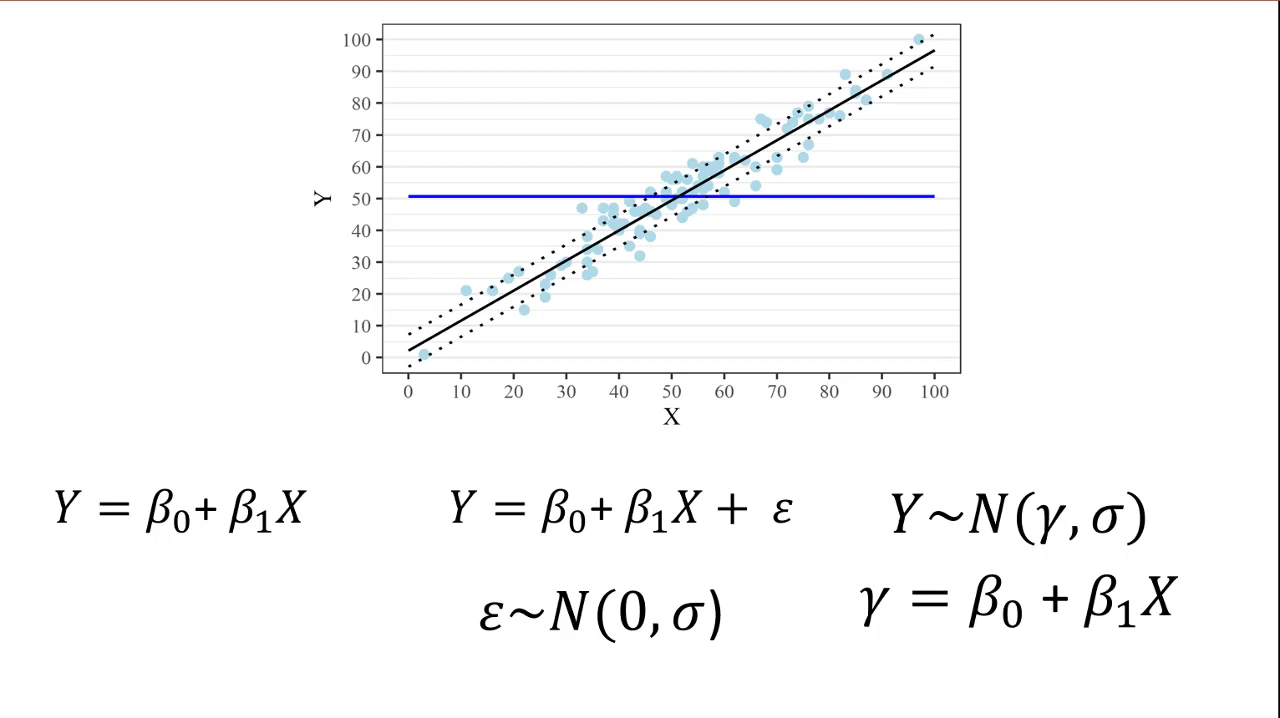 100
90
80
70
60
50
40
30
20
10
0
Y
0 10 20 30 40 50 60 70 80 90 100
X
Y = β₀+ β₁X
Y = β₀+ β₁X + ε
ε~N(0, σ)
Y~N(γ, σ)
γ = β₀ + β₁X